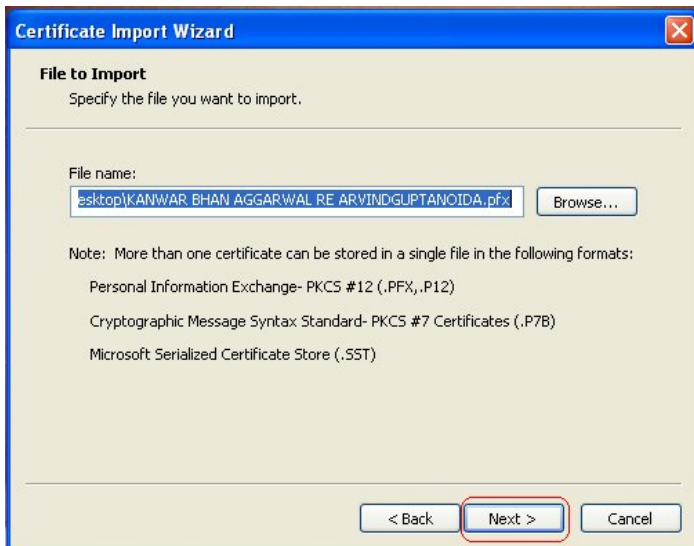 Certificate Import Wizard
File to Import
Specify the file you want to import.
File name:
esktop\KANWAR BHAN AGGARWAL RE ARVINDGUPTANOIDA.pfx
Browse...
Note: More than one certificate can be stored in a single file in the following formats:
Personal Information Exchange- PKCS #12 (.PFX,.P12)
Cryptographic Message Syntax Standard- PKCS #7 Certificates (.P7B)
Microsoft Serialized Certificate Store (.SST)
< Back Next > Cancel